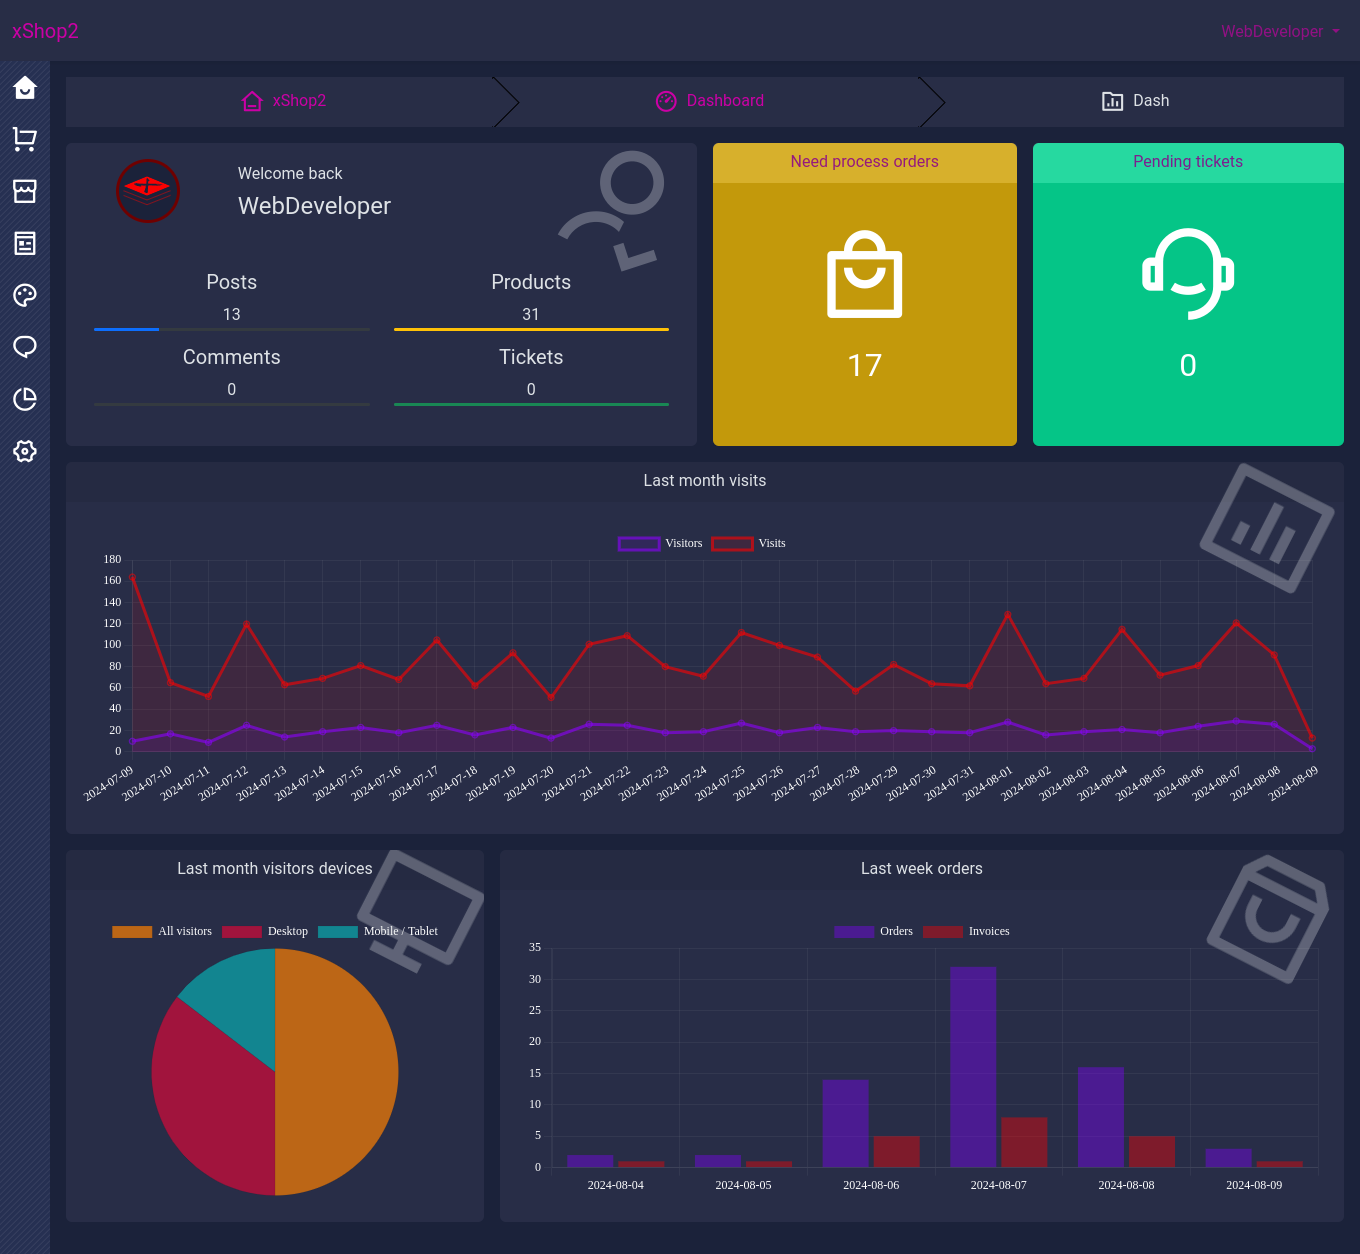 xShop2
WebDeveloper
xShop2
Dashboard
Dash
Welcome back
WebDeveloper
Posts
13
Products
31
Comments
0
Tickets
0
Need process orders
17
Pending tickets
0
Last month visits
Visitors Visits
180
160
140
120
100
80
60
40
20
0
2024-07-09 2024-07-10 2024-07-11 2024-07-12 2024-07-13 2024-07-14 2024-07-15 2024-07-16 2024-07-17 2024-07-18 2024-07-19 2024-07-20 2024-07-21 2024-07-22 2024-07-23 2024-07-24 2024-07-25 2024-07-26 2024-07-27 2024-07-28 2024-07-29 2024-07-30 2024-07-31 2024-08-01 2024-08-02 2024-08-03 2024-08-04 2024-08-05 2024-08-06 2024-08-07 2024-08-08 2024-08-09
Last month visitors devices
All visitors Desktop Mobile / Tablet
Last week orders
Orders Invoices
35
30
25
20
15
10
5
0
2024-08-04 2024-08-05 2024-08-06 2024-08-07 2024-08-08 2024-08-09